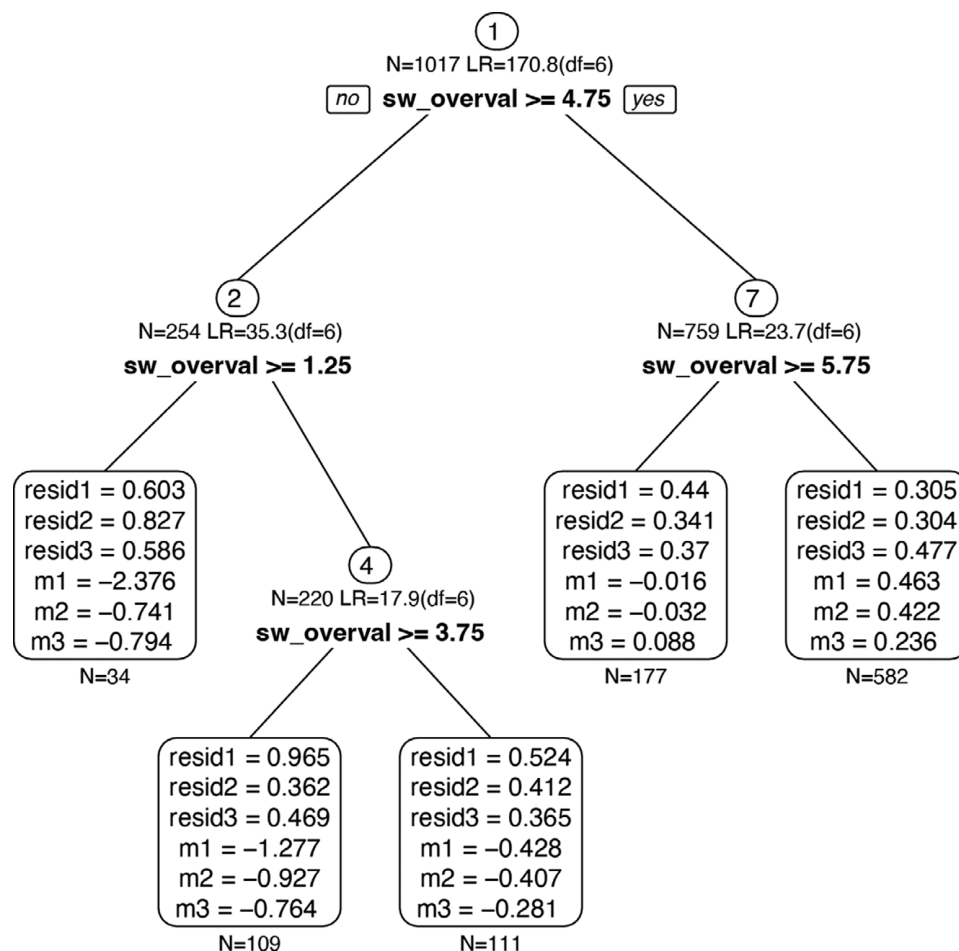 1
N=1017 LR=170.8(df=6)
no sw_overval >= 4.75 yes
2
N=254 LR=35.3(df=6)
sw_overval >= 1.25
7
N=759 LR=23.7(df=6)
sw_overval >= 5.75
resid1 = 0.603
resid2 = 0.827
resid3 = 0.586
m1 = −2.376
m2 = −0.741
m3 = −0.794
N=34
4
N=220 LR=17.9(df=6)
sw_overval >= 3.75
resid1 = 0.44
resid2 = 0.341
resid3 = 0.37
m1 = −0.016
m2 = −0.032
m3 = 0.088
N=177
resid1 = 0.305
resid2 = 0.304
resid3 = 0.477
m1 = 0.463
m2 = 0.422
m3 = 0.236
N=582
resid1 = 0.965
resid2 = 0.362
resid3 = 0.469
m1 = −1.277
m2 = −0.927
m3 = −0.764
N=109
resid1 = 0.524
resid2 = 0.412
resid3 = 0.365
m1 = −0.428
m2 = −0.407
m3 = −0.281
N=111